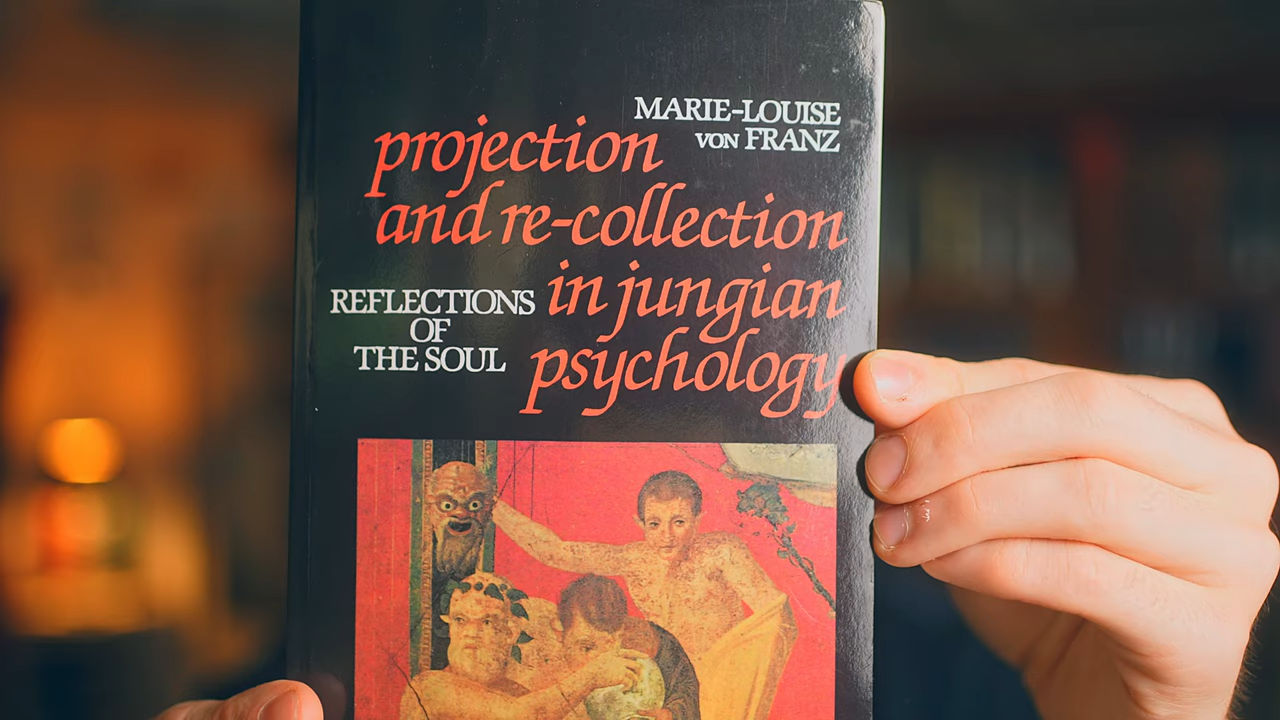 MARIE-LOUISE
VON FRANZ
projection
and re-collection
in jungian
psychology
REFLECTIONS
OF
THE SOUL